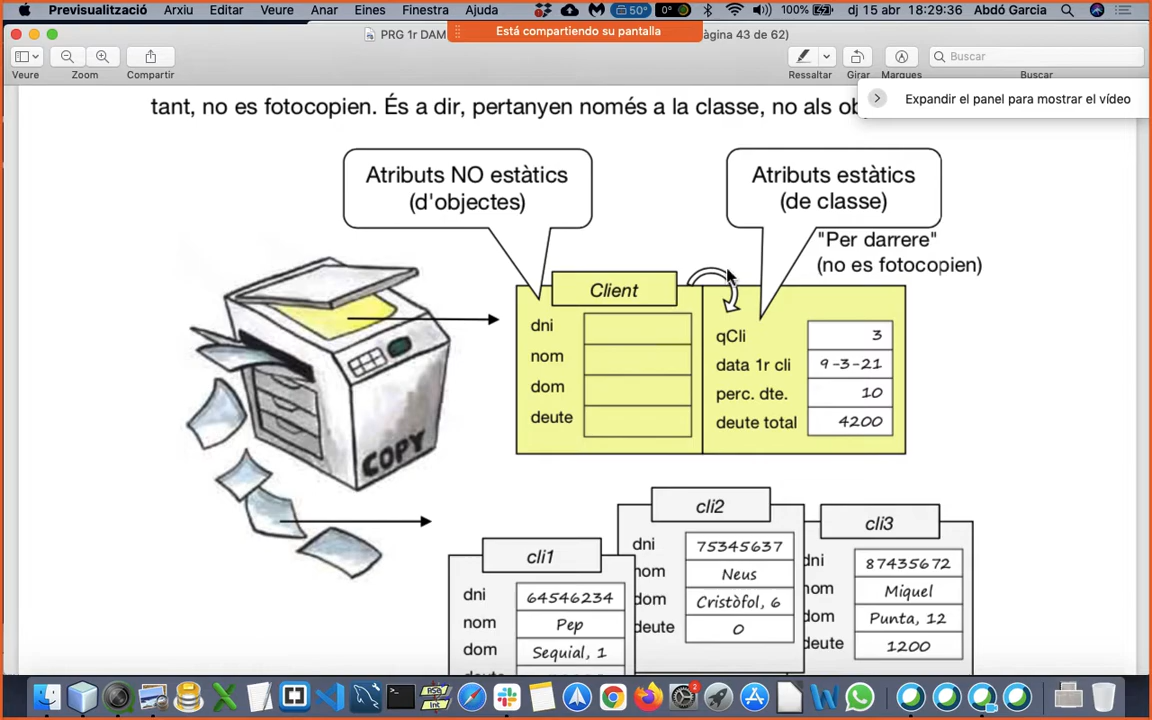 Previsualització Arxiu Editar Veure Anar Eines Finestra Ajuda 50° 0° 100% dj 15 abr 18:29:36 Abdó Garcia
PRG 1r DAM
Está compartiendo su pantalla
àgina 43 de 62)
Veure Zoom Compartir Ressaltar Girar Marques Buscar
Buscar
Expandir el panel para mostrar el vídeo
tant, no es fotocopien. És a dir, pertanyen només a la classe, no als ob
Atributs NO estàtics
(d'objectes)
Atributs estàtics
(de classe)
"Per darrere"
(no es fotocopien)
Client
dni
nom
dom
deute
qCli 3
data 1r cli 9-3-21
perc. dte. 10
deute total 4200
COPY
cli1
dni 64546234
nom Pep
dom Sequial, 1
cli2
dni 75345637
nom Neus
dom Cristòfol, 6
deute 0
cli3
dni 87435672
nom Miquel
dom Punta, 12
deute 1200
2